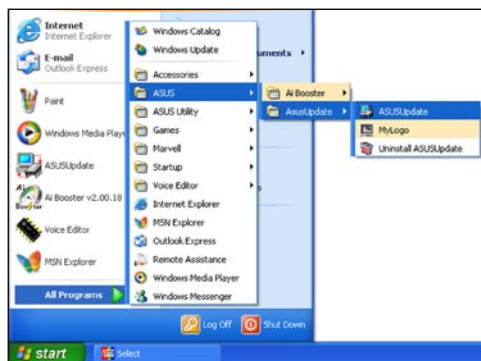 Internet
Internet Explorer
E-mail
Outlook Express
Paint
Windows Media Playe
ASUSUpdate
Ai Booster v2.00.18
Voice Editor
MSN Explorer
All Programs
Windows Catalog
Windows Update
Accessories
ASUS
ASUS Utility
Games
Marvell
Startup
Voice Editor
Internet Explorer
MSN Explorer
Outlook Express
Remote Assistance
Windows Media Player
Windows Messenger
uments
s
Ai Booster
AsusUpdate
ASUSUpdate
MyLogo
Uninstall ASUSUpdate
Log Off
Shut Down
start
Select